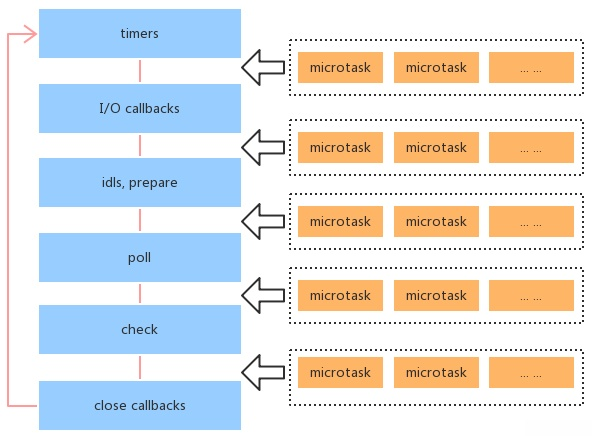 timers
microtask microtask ... ...
I/O callbacks
microtask microtask ... ...
idls, prepare
microtask microtask ... ...
poll
microtask microtask ... ...
check
microtask microtask ... ...
close callbacks